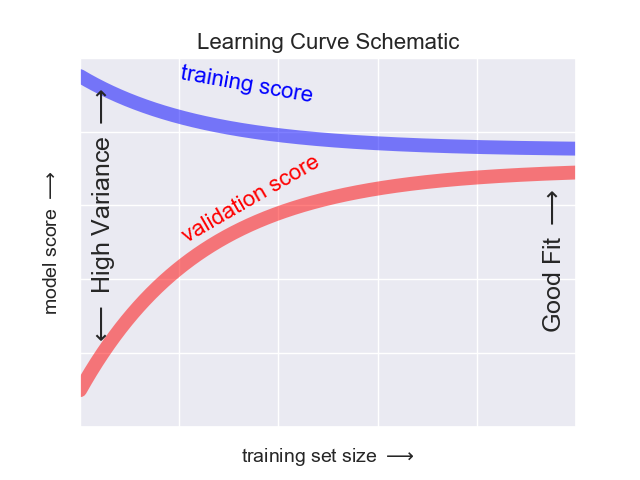 Learning Curve Schematic
training score
validation score
← High Variance →
Good Fit →
model score →
training set size →